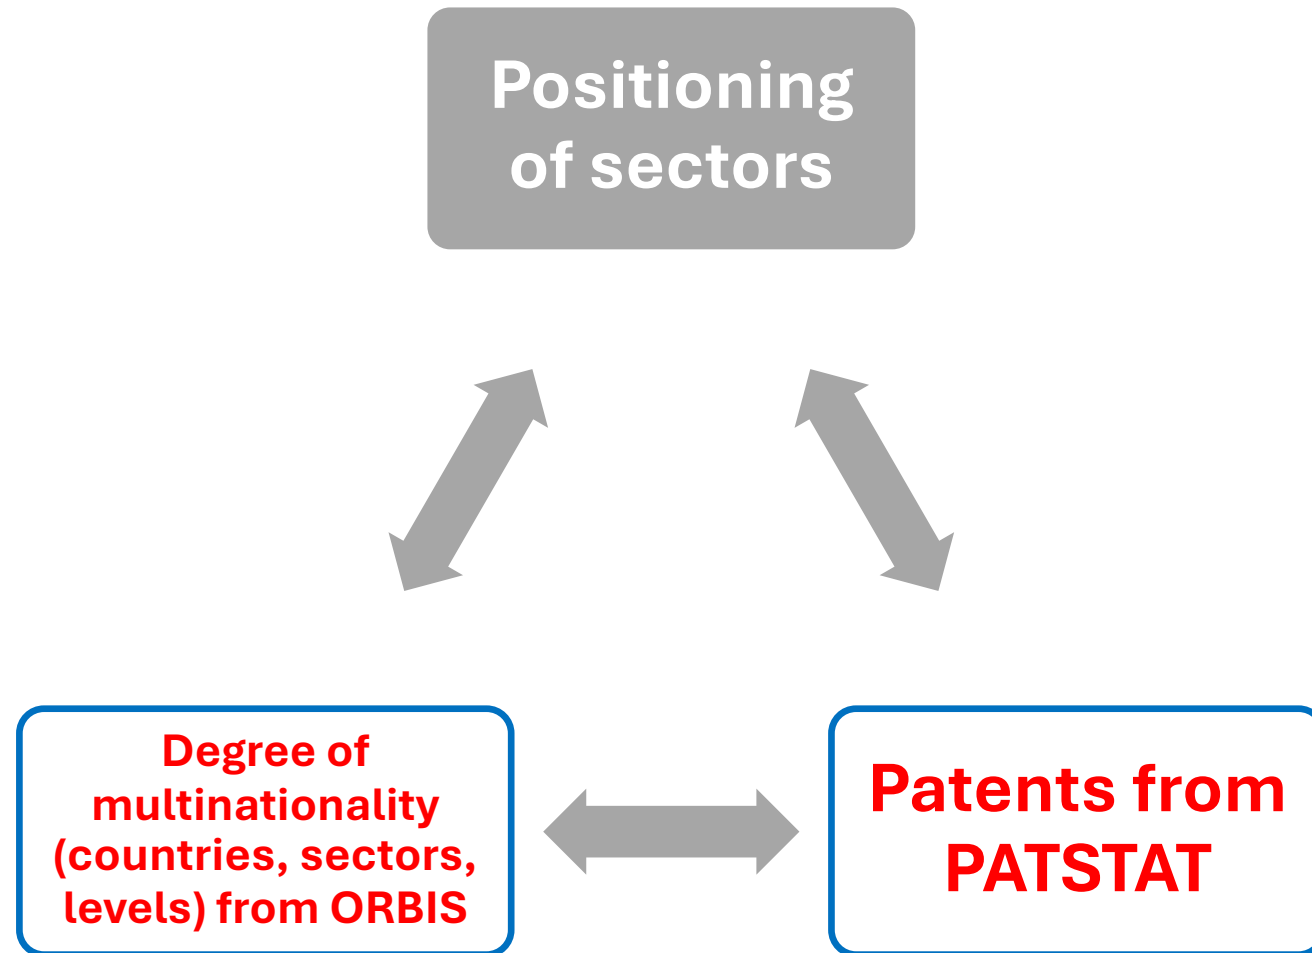 Positioning
of sectors
Degree of
multinationality
(countries, sectors,
levels) from ORBIS
Patents from
PATSTAT